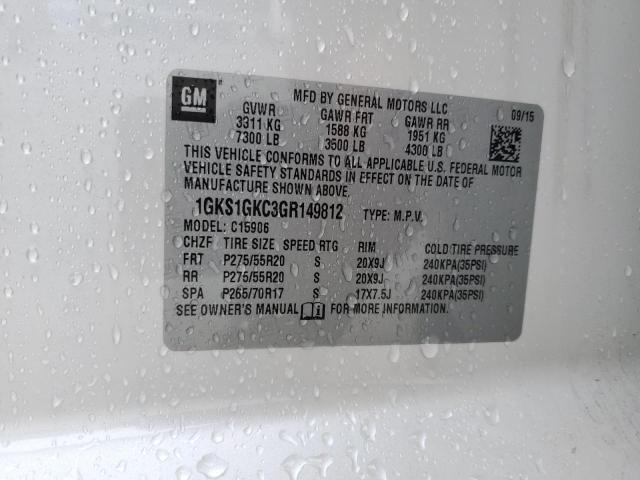 GM
MFD BY GENERAL MOTORS LLC
09/15
GVWR GAWR FRT GAWR RR
3311 KG 1588 KG 1951 KG
7300 LB 3500 LB 4300 LB
THIS VEHICLE CONFORMS TO ALL APPLICABLE U.S. FEDERAL MOTOR
VEHICLE SAFETY STANDARDS IN EFFECT ON THE DATE OF
MANUFACTURE SHOWN ABOVE.
1GKS1GKC3GR149812 TYPE: M.P.V.
MODEL: C15906
CHZF TIRE SIZE SPEED RTG RIM COLD TIRE PRESSURE
FRT P275/55R20 S 20X9J 240KPA(35PSI)
RR P275/55R20 S 20X9J 240KPA(35PSI)
SPA P265/70R17 S 17X7.5J 240KPA(35PSI)
SEE OWNER'S MANUAL FOR MORE INFORMATION.